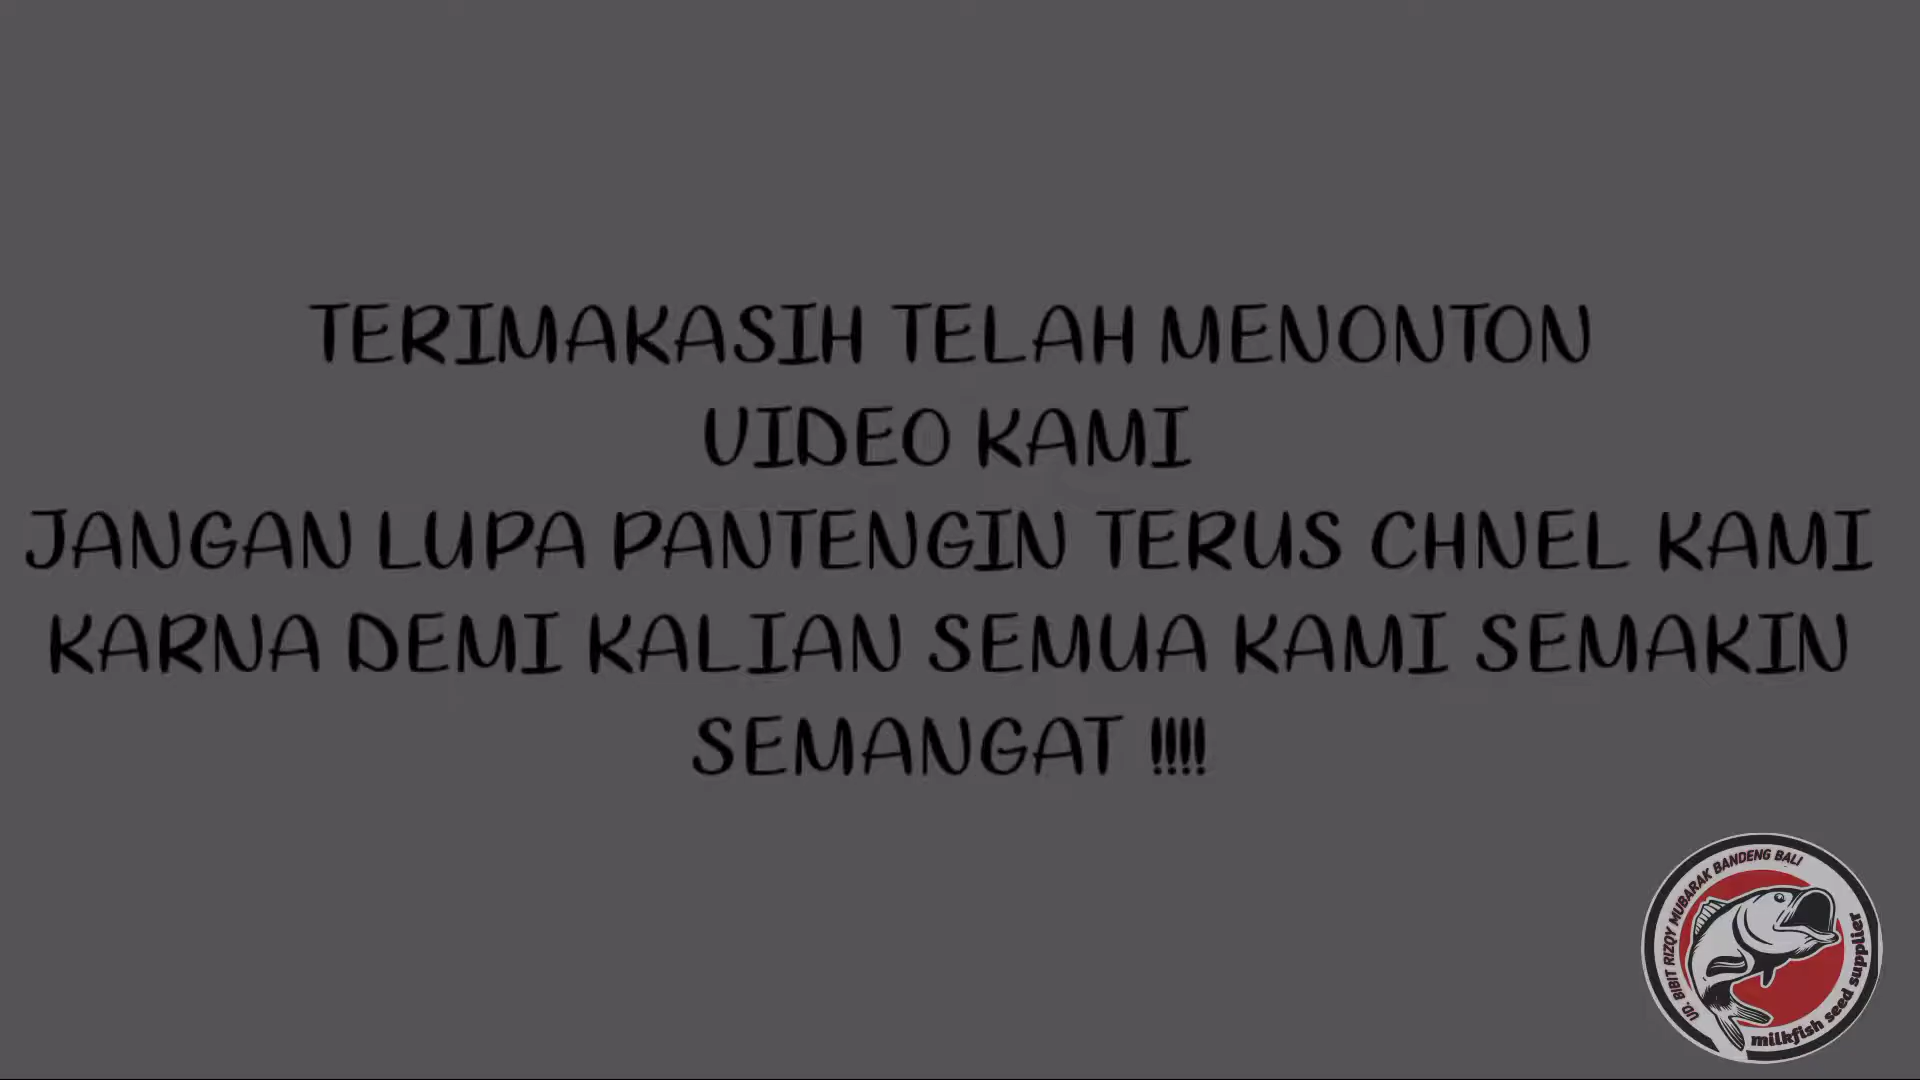 TERIMAKASIH TELAH MENONTON
VIDEO KAMI
JANGAN LUPA PANTENGIN TERUS CHNEL KAMI
KARNA DEMI KALIAN SEMUA KAMI SEMAKIN
SEMANGAT !!!!
UD. BIBIT RIZQY MUBARAK BANDENG BALI
milkfish seed supplier